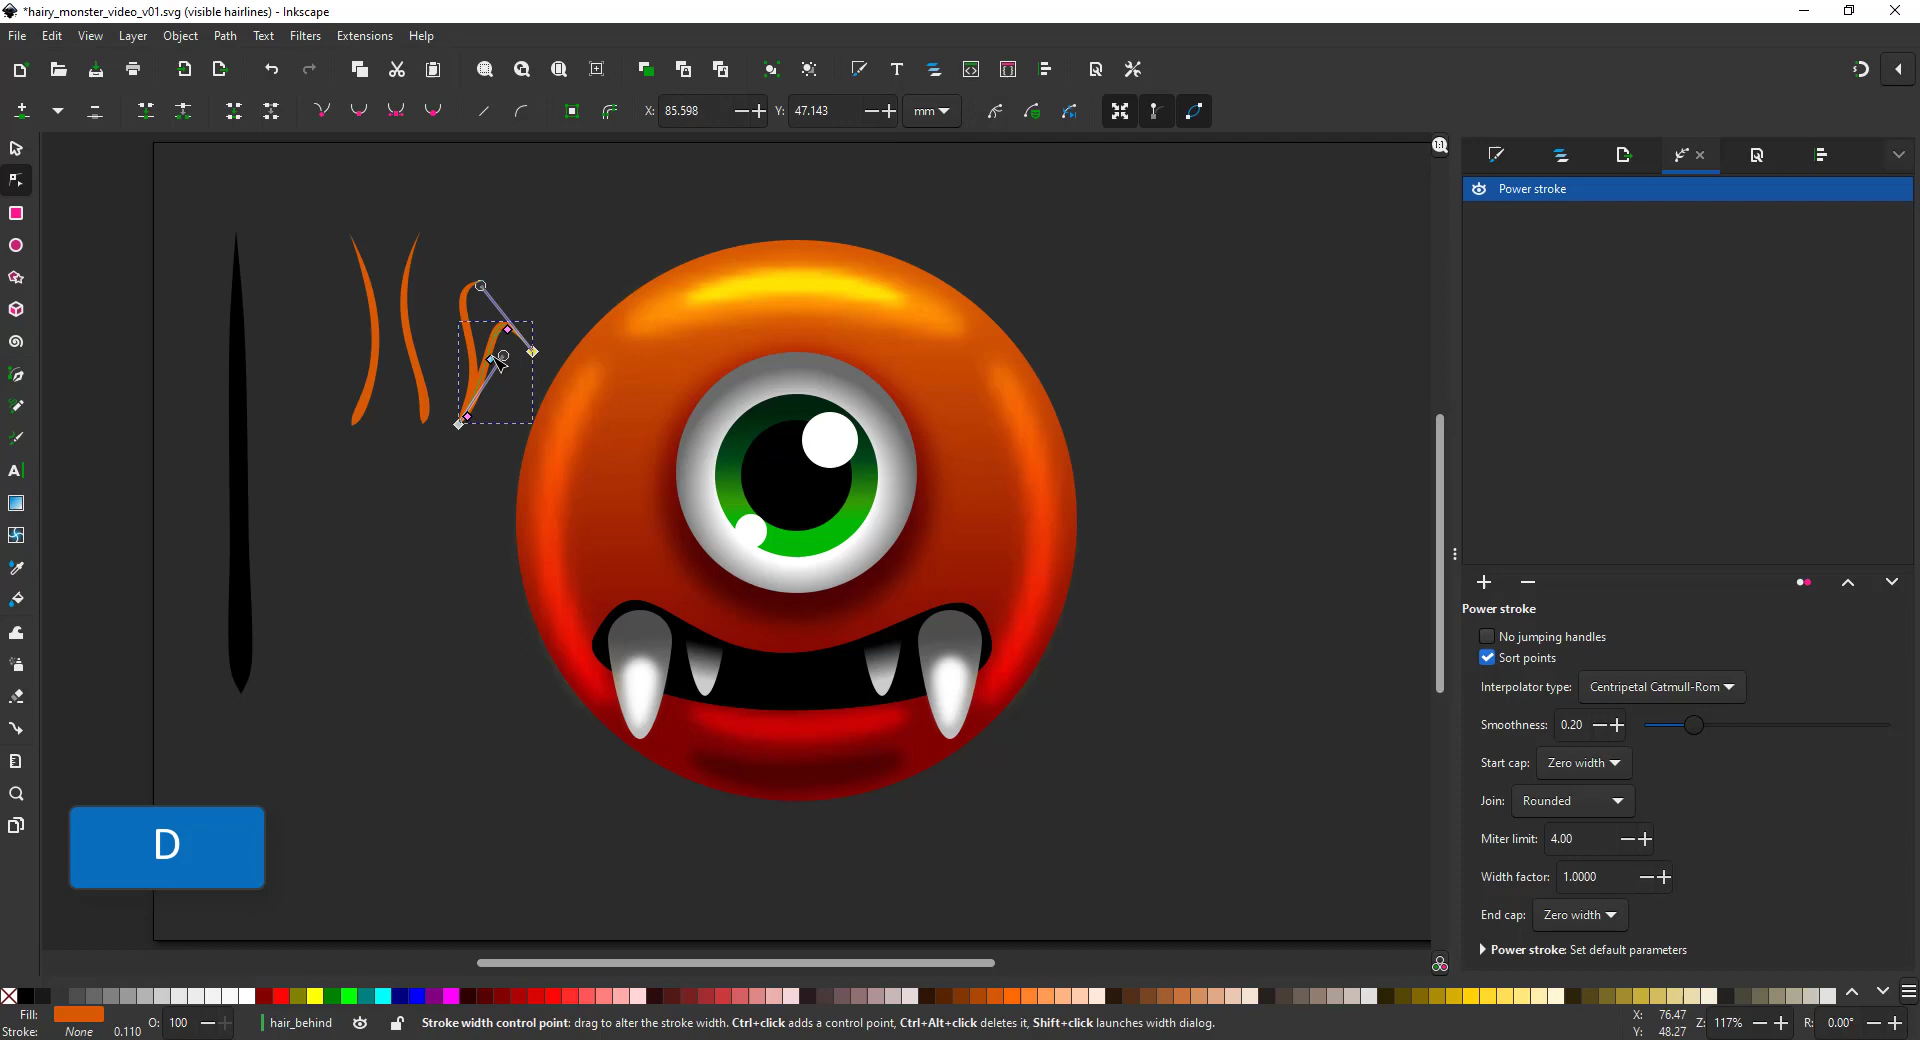 *hairy_monster_video_v01.svg (visible hairlines) - Inkscape
File Edit View Layer Object Path Text Filters Extensions Help
X: 85.598 Y: 47.143 mm
1:1
Power stroke
Power stroke
No jumping handles
Sort points
Interpolator type: Centripetal Catmull-Rom
Smoothness: 0.20
Start cap: Zero width
Join: Rounded
Miter limit: 4.00
Width factor: 1.0000
End cap: Zero width
Power stroke: Set default parameters
D
Fill:
Stroke: None 0.110 O: 100 hair_behind Stroke width control point: drag to alter the stroke width. Ctrl+click adds a control point, Ctrl+Alt+click deletes it, Shift+click launches width dialog.
X: 76.47
Y: 48.27 Z: 117% R: 0.00°